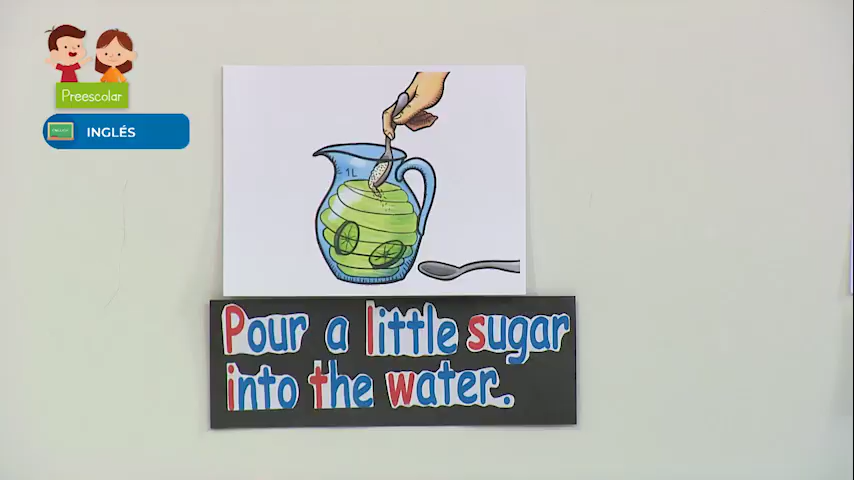 Preescolar
INGLÉS
1L
Pour a little sugar
into the water.